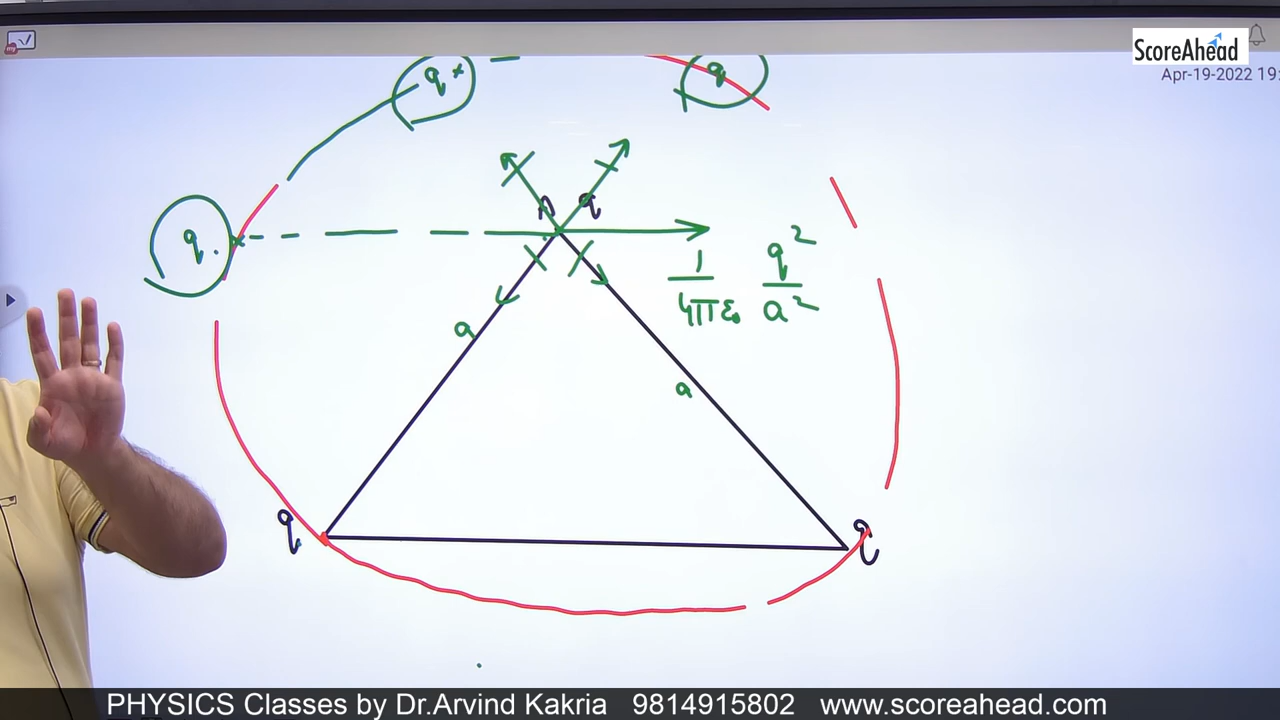 ScoreAhead
Apr-19-2022 19:
q
q
q
q
1/4πε₀ q²/a²
a
a
q
q
PHYSICS Classes by Dr.Arvind Kakria 9814915802 www.scoreahead.com